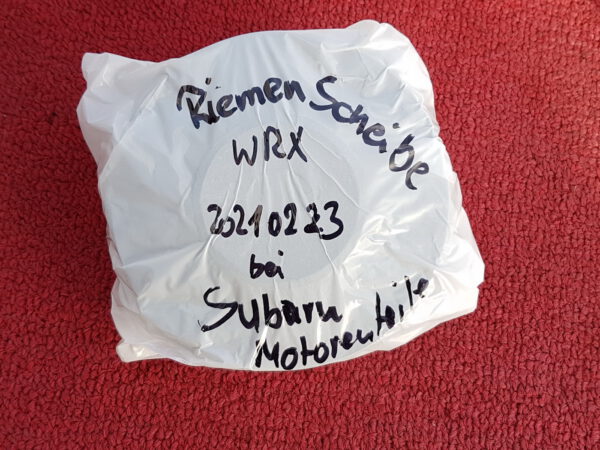 Riemen Scheibe
WRX
20210223
bei
Subaru
Motorenteile